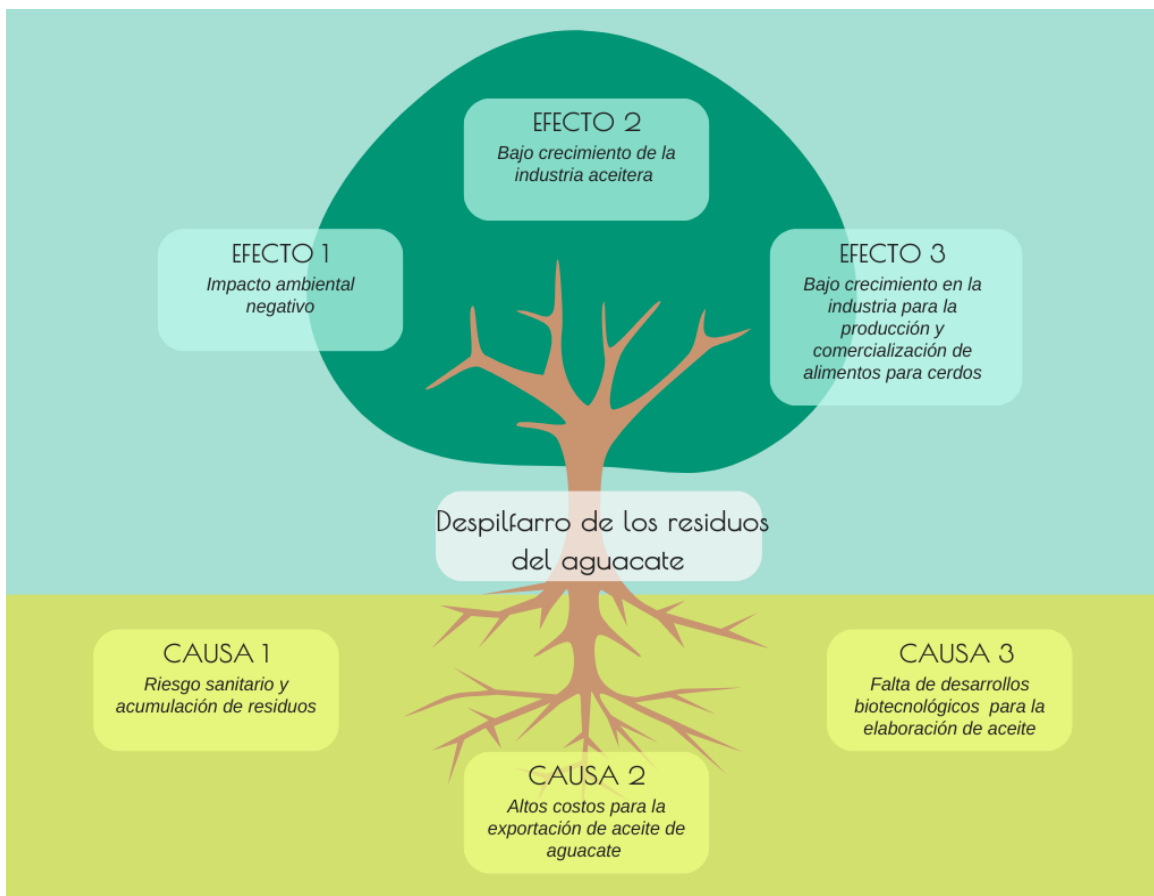 EFECTO 2
Bajo crecimiento de la
industria aceitera
EFECTO 1
Impacto ambiental
negativo
EFECTO 3
Bajo crecimiento en la
industria para la
producción y
comercialización de
alimentos para cerdos
Despilfarro de los residuos
del aguacate
CAUSA 1
Riesgo sanitario y
acumulación de residuos
CAUSA 3
Falta de desarrollos
biotecnológicos para la
elaboración de aceite
CAUSA 2
Altos costos para la
exportación de aceite de
aguacate